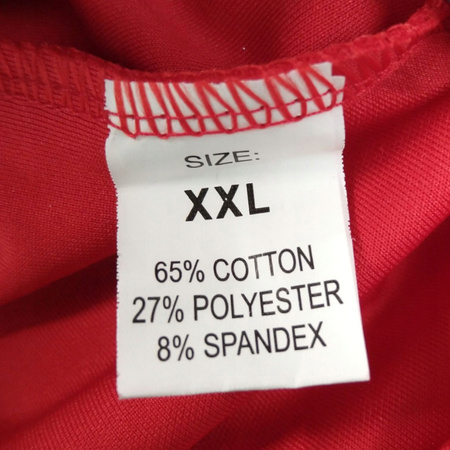 SIZE:
XXL
65% COTTON
27% POLYESTER
8% SPANDEX